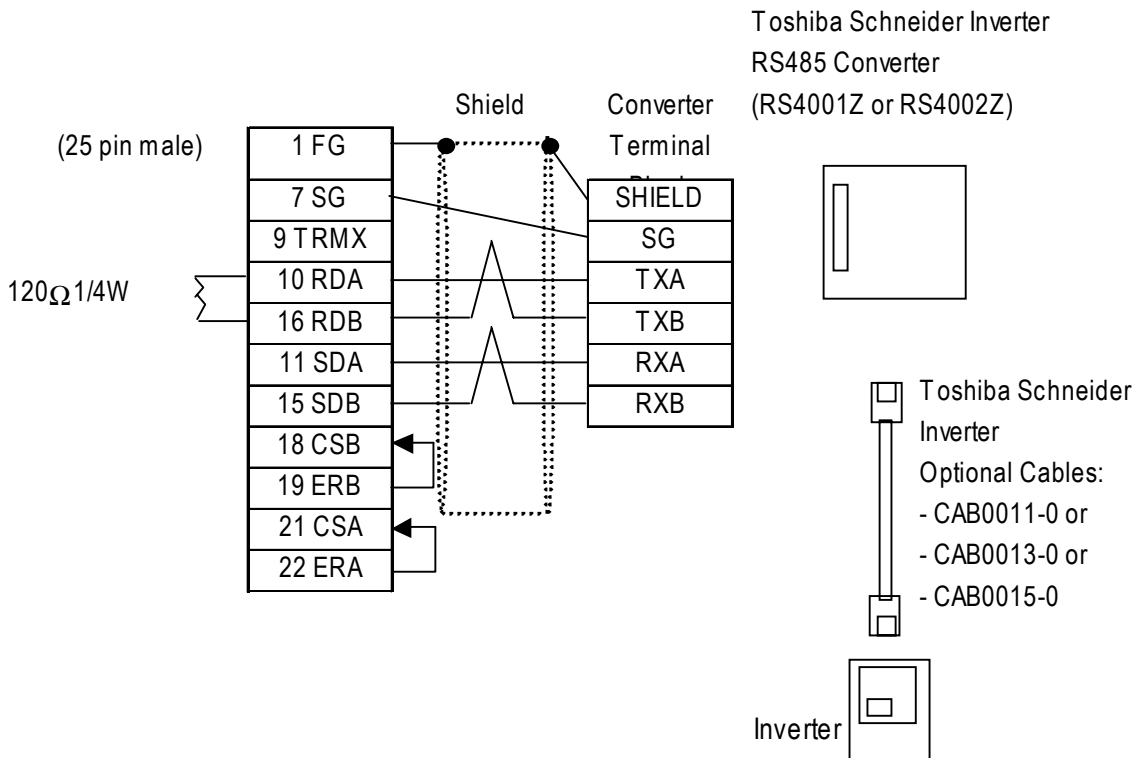 Toshiba Schneider Inverter
RS485 Converter
(RS4001Z or RS4002Z)
Shield
Converter
Terminal
(25 pin male)
1 FG
7 SG
9 TRMX
10 RDA
16 RDB
11 SDA
15 SDB
18 CSB
19 ERB
21 CSA
22 ERA
120Ω 1/4W
SHIELD
SG
TXA
TXB
RXA
RXB
Toshiba Schneider
Inverter
Optional Cables:
- CAB0011-0 or
- CAB0013-0 or
- CAB0015-0
Inverter